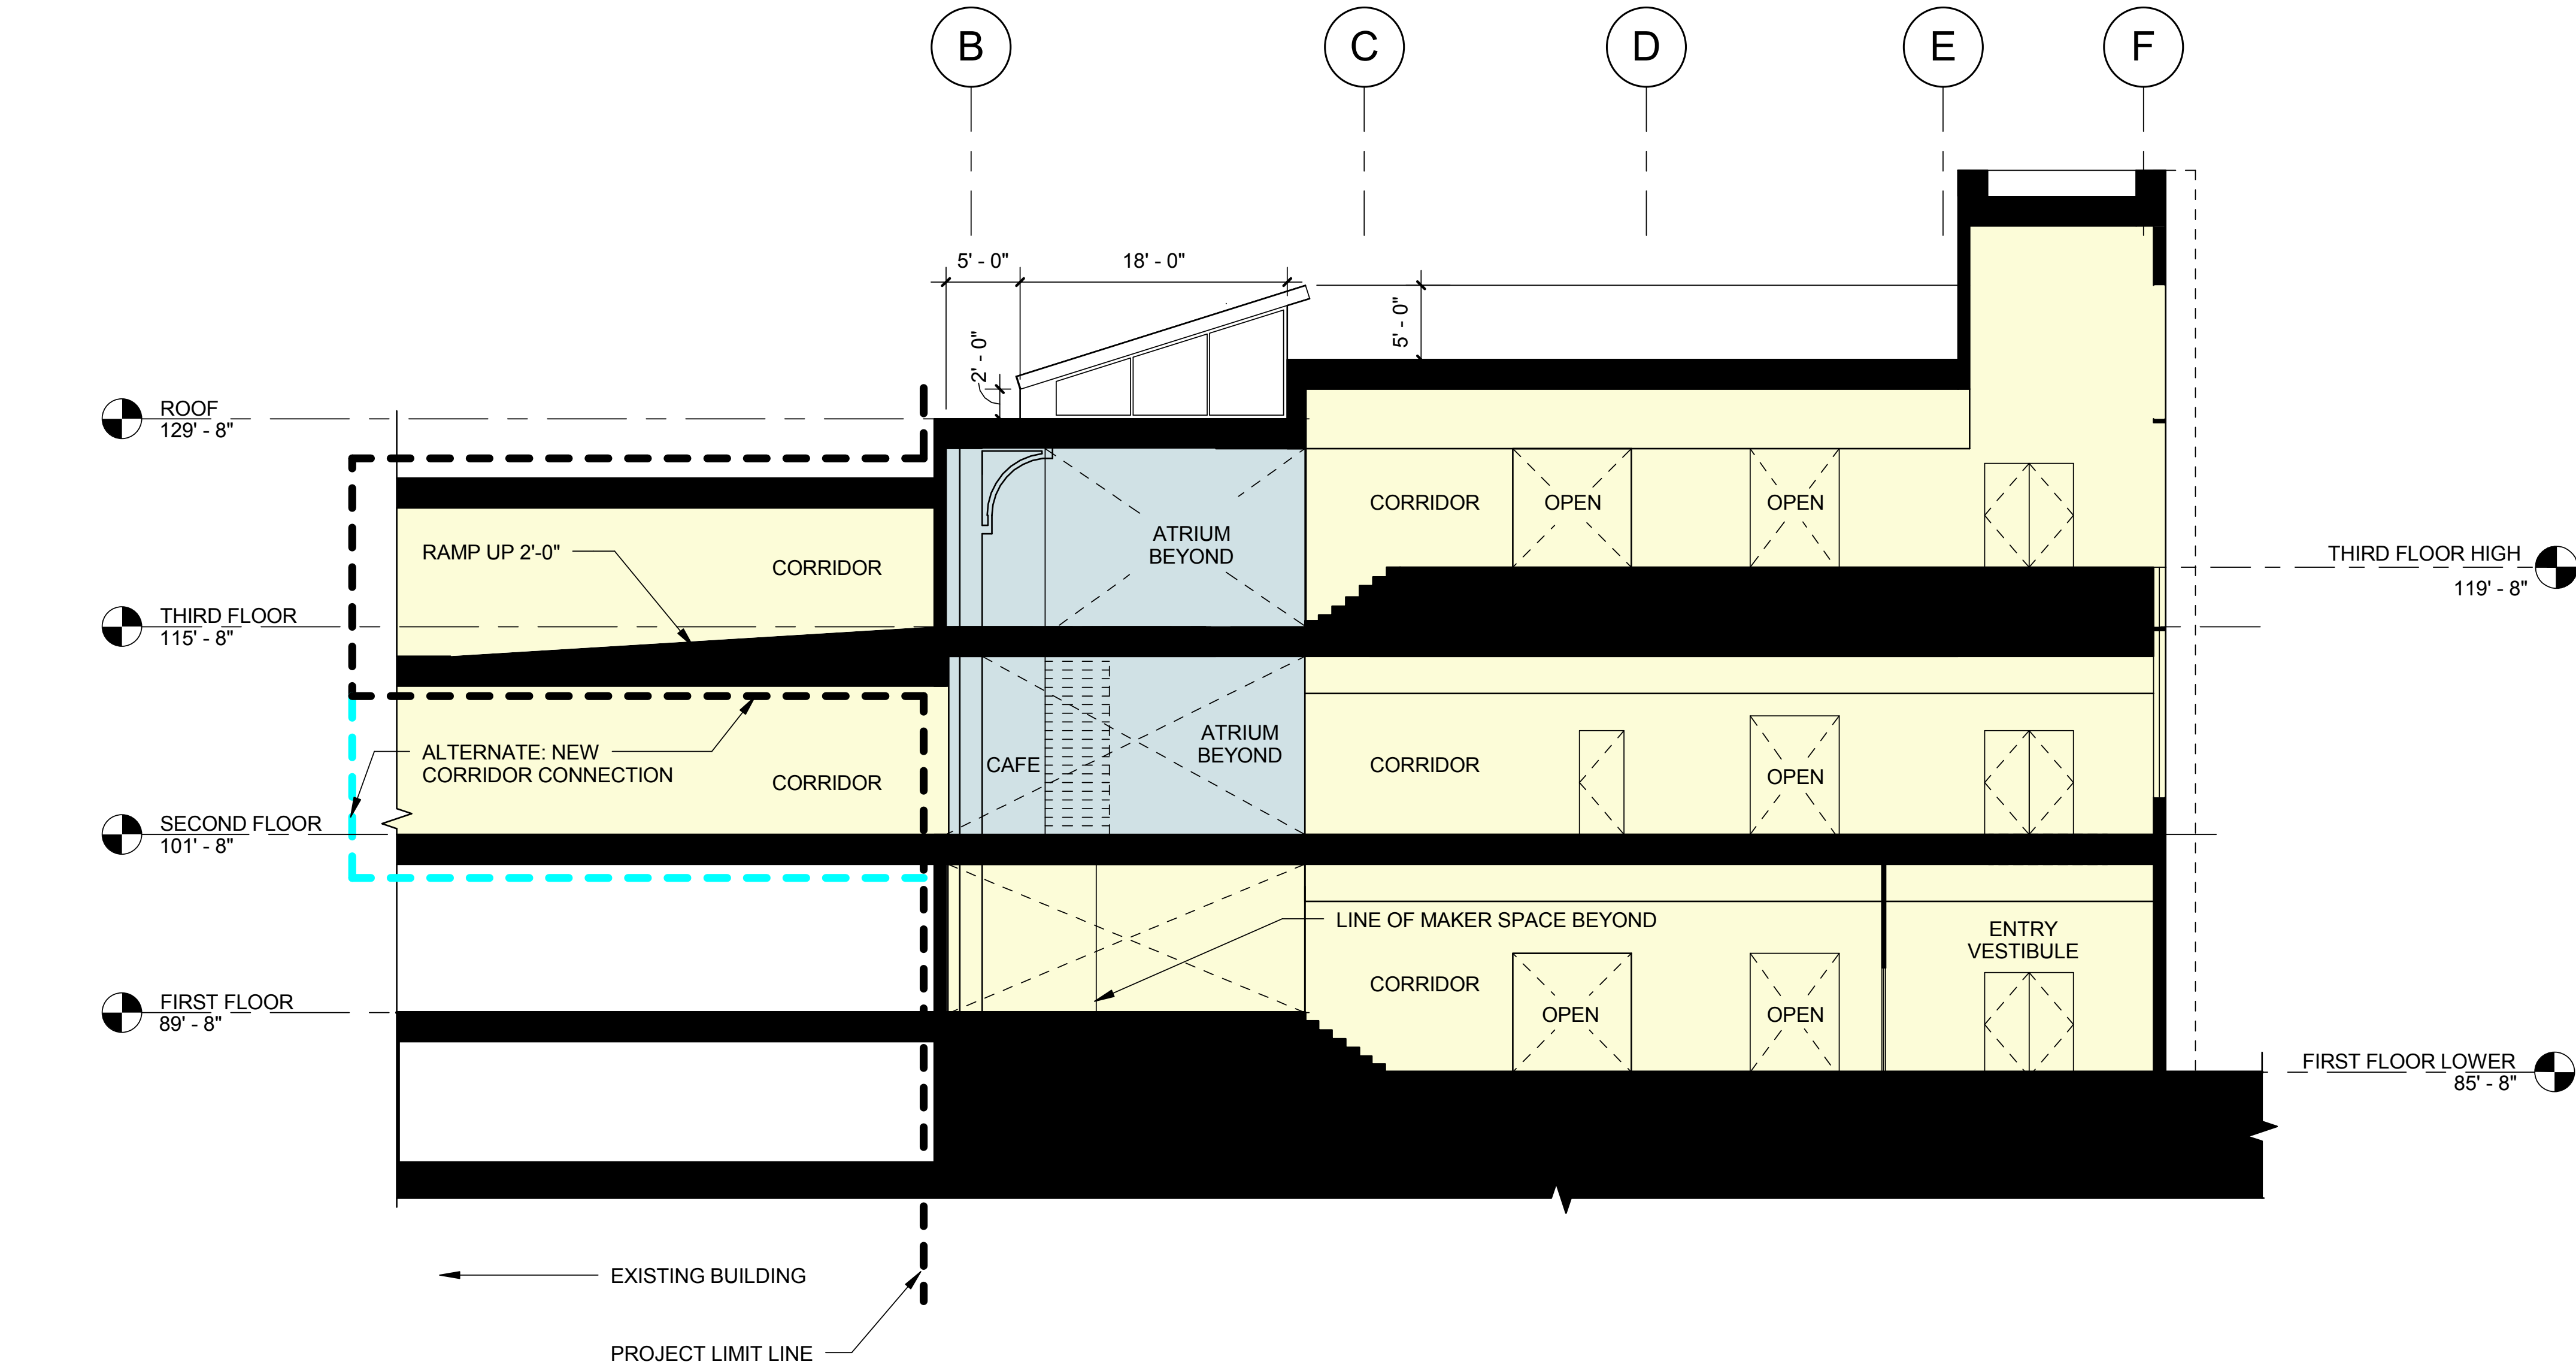 B
C
D
E
F
5' - 0"
18' - 0"
5' - 0"
2' - 0"
ROOF
129' - 8"
CORRIDOR
OPEN
OPEN
ATRIUM
BEYOND
RAMP UP 2'-0"
CORRIDOR
THIRD FLOOR HIGH
119' - 8"
THIRD FLOOR
115' - 8"
ATRIUM
BEYOND
ALTERNATE: NEW
CORRIDOR CONNECTION
CORRIDOR
CAFE
CORRIDOR
OPEN
SECOND FLOOR
101' - 8"
LINE OF MAKER SPACE BEYOND
ENTRY
VESTIBULE
CORRIDOR
OPEN
OPEN
FIRST FLOOR
89' - 8"
FIRST FLOOR LOWER
85' - 8"
EXISTING BUILDING
PROJECT LIMIT LINE